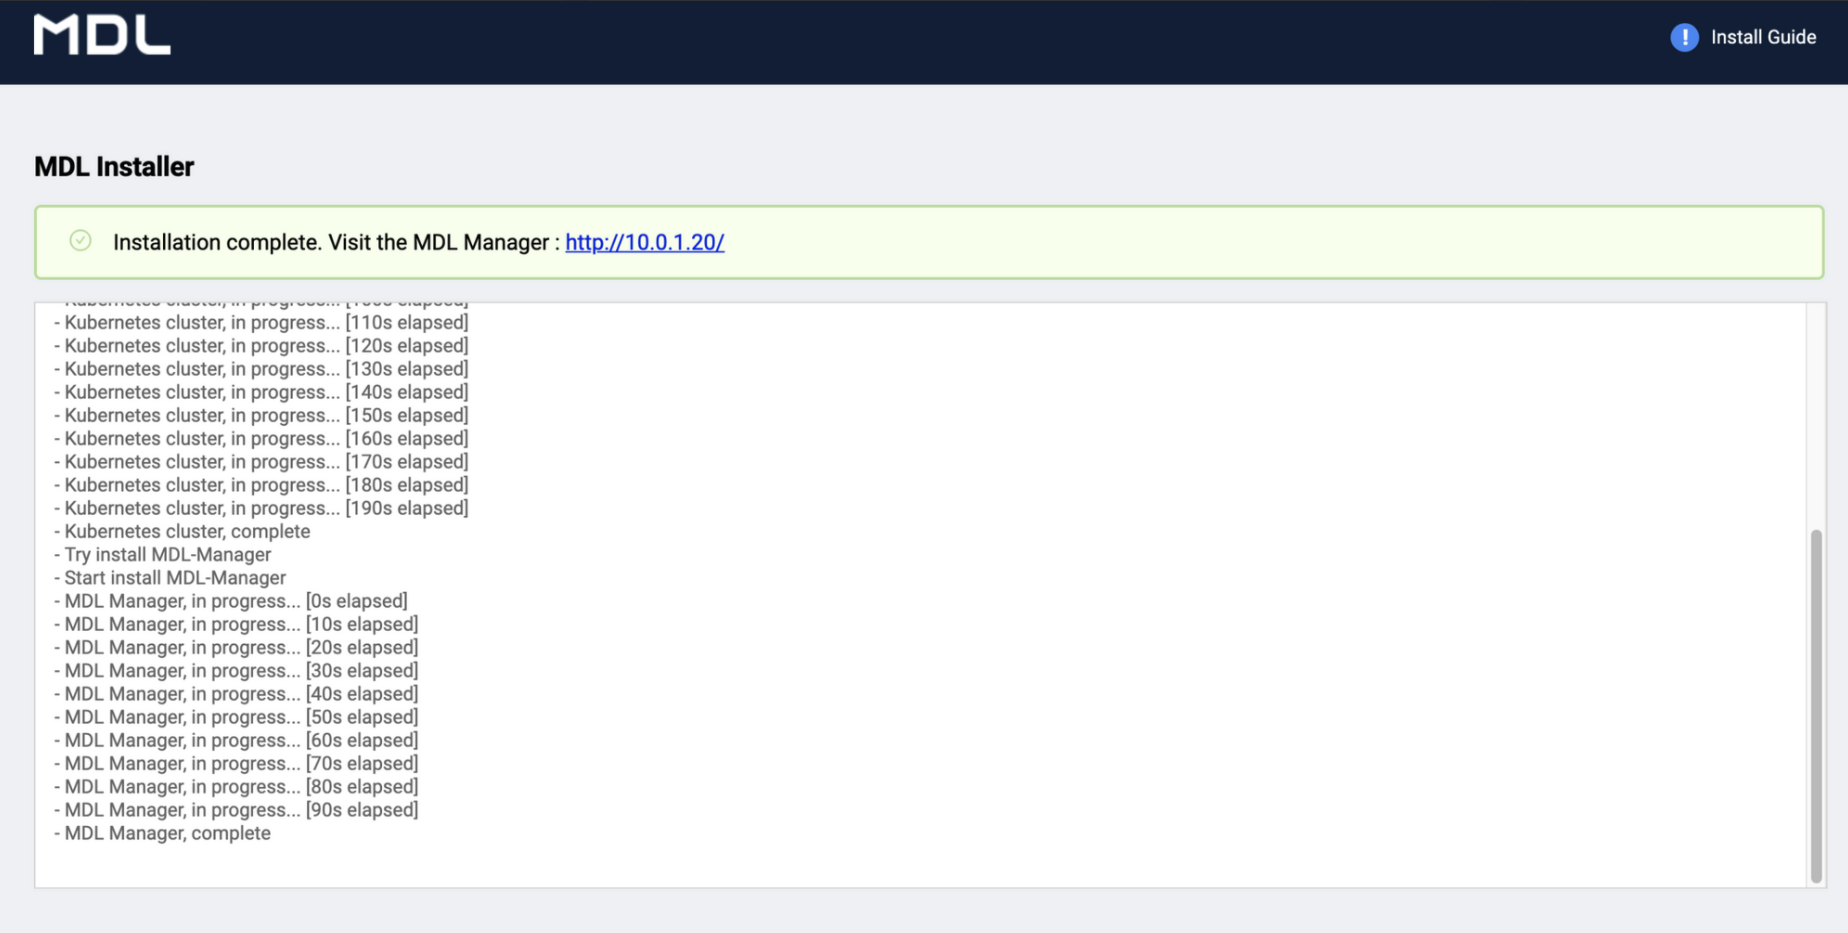 MDL
! Install Guide
MDL Installer
Installation complete. Visit the MDL Manager : http://10.0.1.20/
- Kubernetes cluster, in progress... [100s elapsed]
- Kubernetes cluster, in progress... [110s elapsed]
- Kubernetes cluster, in progress... [120s elapsed]
- Kubernetes cluster, in progress... [130s elapsed]
- Kubernetes cluster, in progress... [140s elapsed]
- Kubernetes cluster, in progress... [150s elapsed]
- Kubernetes cluster, in progress... [160s elapsed]
- Kubernetes cluster, in progress... [170s elapsed]
- Kubernetes cluster, in progress... [180s elapsed]
- Kubernetes cluster, in progress... [190s elapsed]
- Kubernetes cluster, complete
- Try install MDL-Manager
- Start install MDL-Manager
- MDL Manager, in progress... [0s elapsed]
- MDL Manager, in progress... [10s elapsed]
- MDL Manager, in progress... [20s elapsed]
- MDL Manager, in progress... [30s elapsed]
- MDL Manager, in progress... [40s elapsed]
- MDL Manager, in progress... [50s elapsed]
- MDL Manager, in progress... [60s elapsed]
- MDL Manager, in progress... [70s elapsed]
- MDL Manager, in progress... [80s elapsed]
- MDL Manager, in progress... [90s elapsed]
- MDL Manager, complete